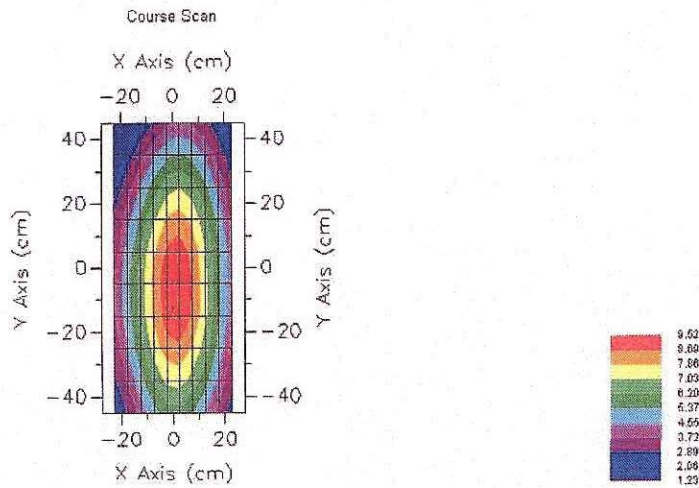 Course Scan
X Axis (cm)
−20 0 20
40 40
20 20
0 0
−20 −20
−40 −40
Y Axis (cm)
Y Axis (cm)
−20 0 20
X Axis (cm)
9.52
8.69
7.86
7.03
6.20
5.37
4.55
3.72
2.89
2.06
1.23